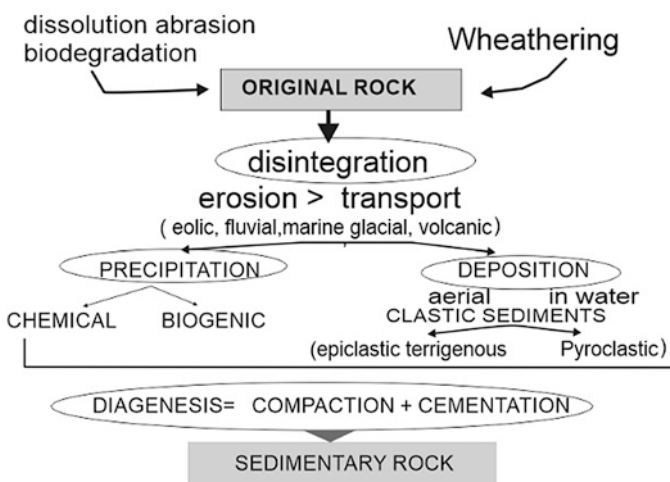 dissolution abrasion
biodegradation
Wheathering
ORIGINAL ROCK
disintegration
erosion > transport
( eolic, fluvial,marine glacial, volcanic)
PRECIPITATION
DEPOSITION
aerial in water
CHEMICAL BIOGENIC
CLASTIC SEDIMENTS
(epiclastic terrigenous Pyroclastic)
DIAGENESIS= COMPACTION + CEMENTATION
SEDIMENTARY ROCK